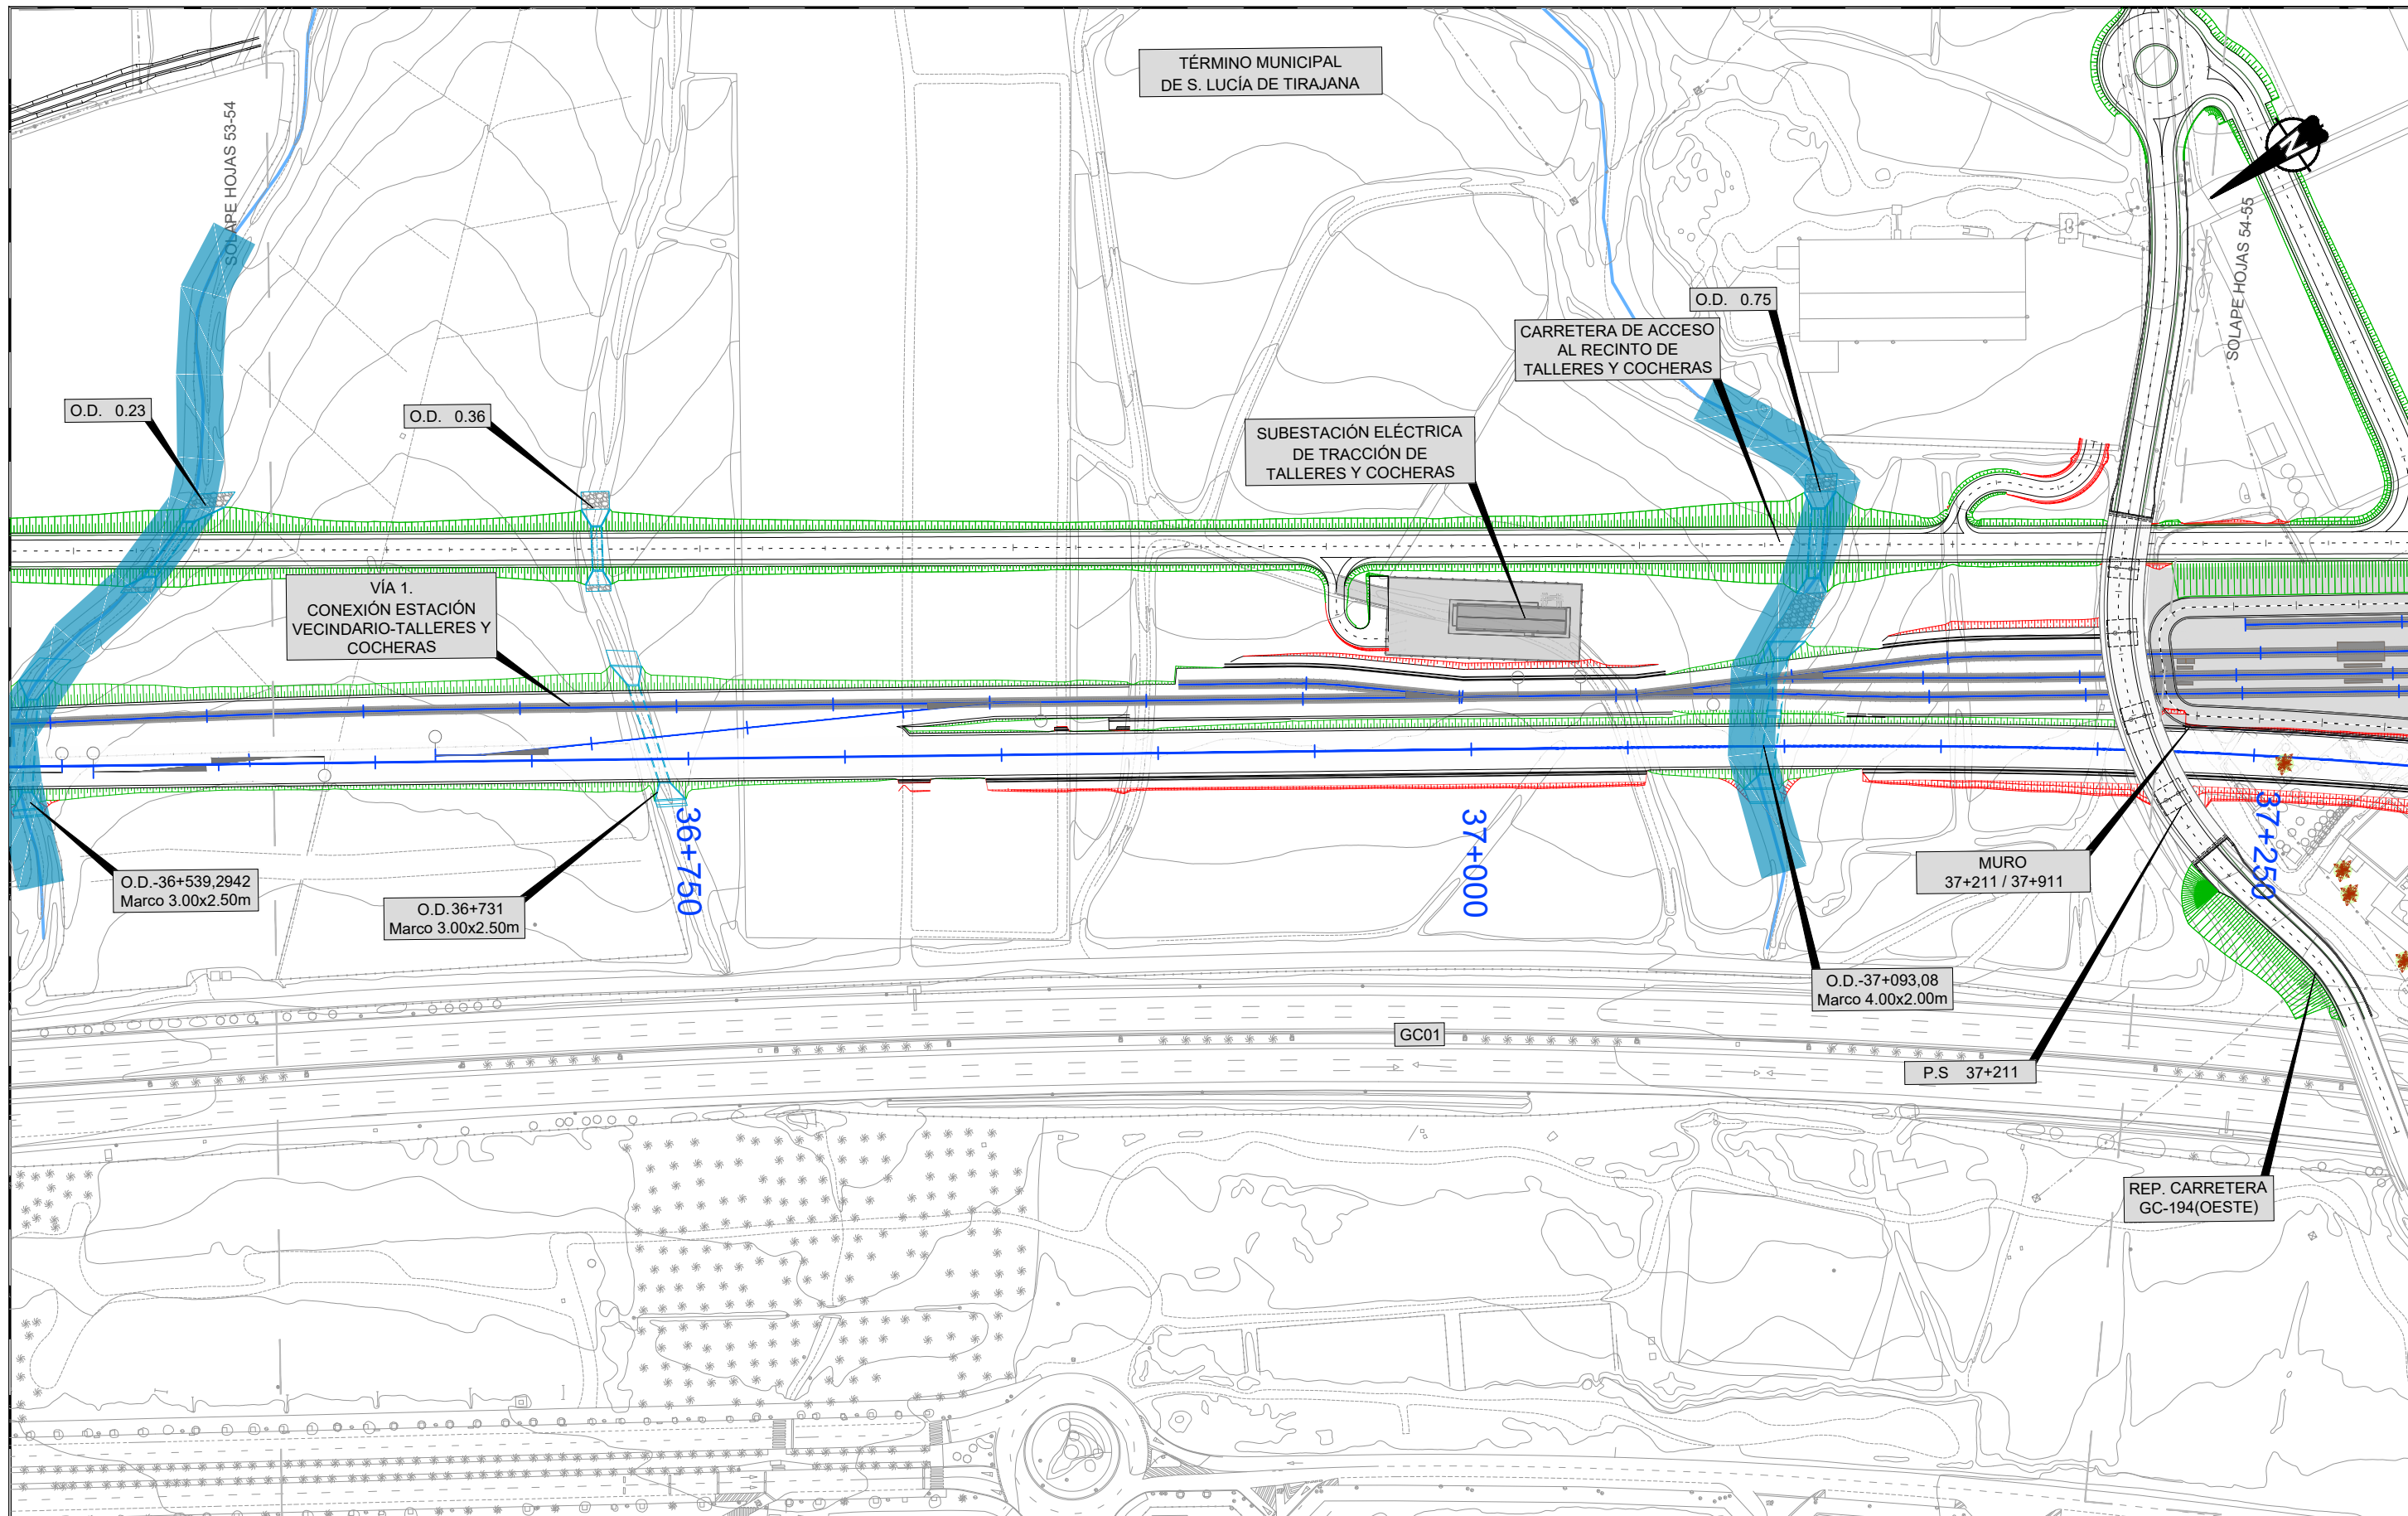 TÉRMINO MUNICIPAL
DE S. LUCÍA DE TIRAJANA
SOLAPE HOJAS 53-54
N
SOLAPE HOJAS 54-55
O.D. 0.75
CARRETERA DE ACCESO
AL RECINTO DE
TALLERES Y COCHERAS
O.D. 0.23
O.D. 0.36
SUBESTACIÓN ELÉCTRICA
DE TRACCIÓN DE
TALLERES Y COCHERAS
VÍA 1.
CONEXIÓN ESTACIÓN
VECINDARIO-TALLERES Y
COCHERAS
36+750
37+000
37+250
O.D.-36+539,2942
Marco 3.00x2.50m
O.D.36+731
Marco 3.00x2.50m
MURO
37+211 / 37+911
O.D.-37+093,08
Marco 4.00x2.00m
GC01
P.S 37+211
REP. CARRETERA
GC-194(OESTE)